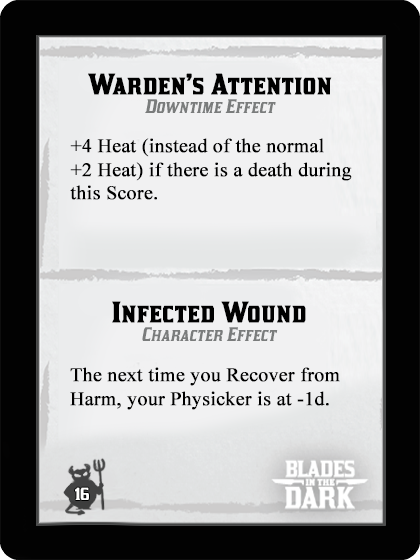 Warden's Attention
Downtime Effect
+4 Heat (instead of the normal
+2 Heat) if there is a death during
this Score.
Infected Wound
Character Effect
The next time you Recover from
Harm, your Physicker is at -1d.
16
BLADES
IN THE
DARK